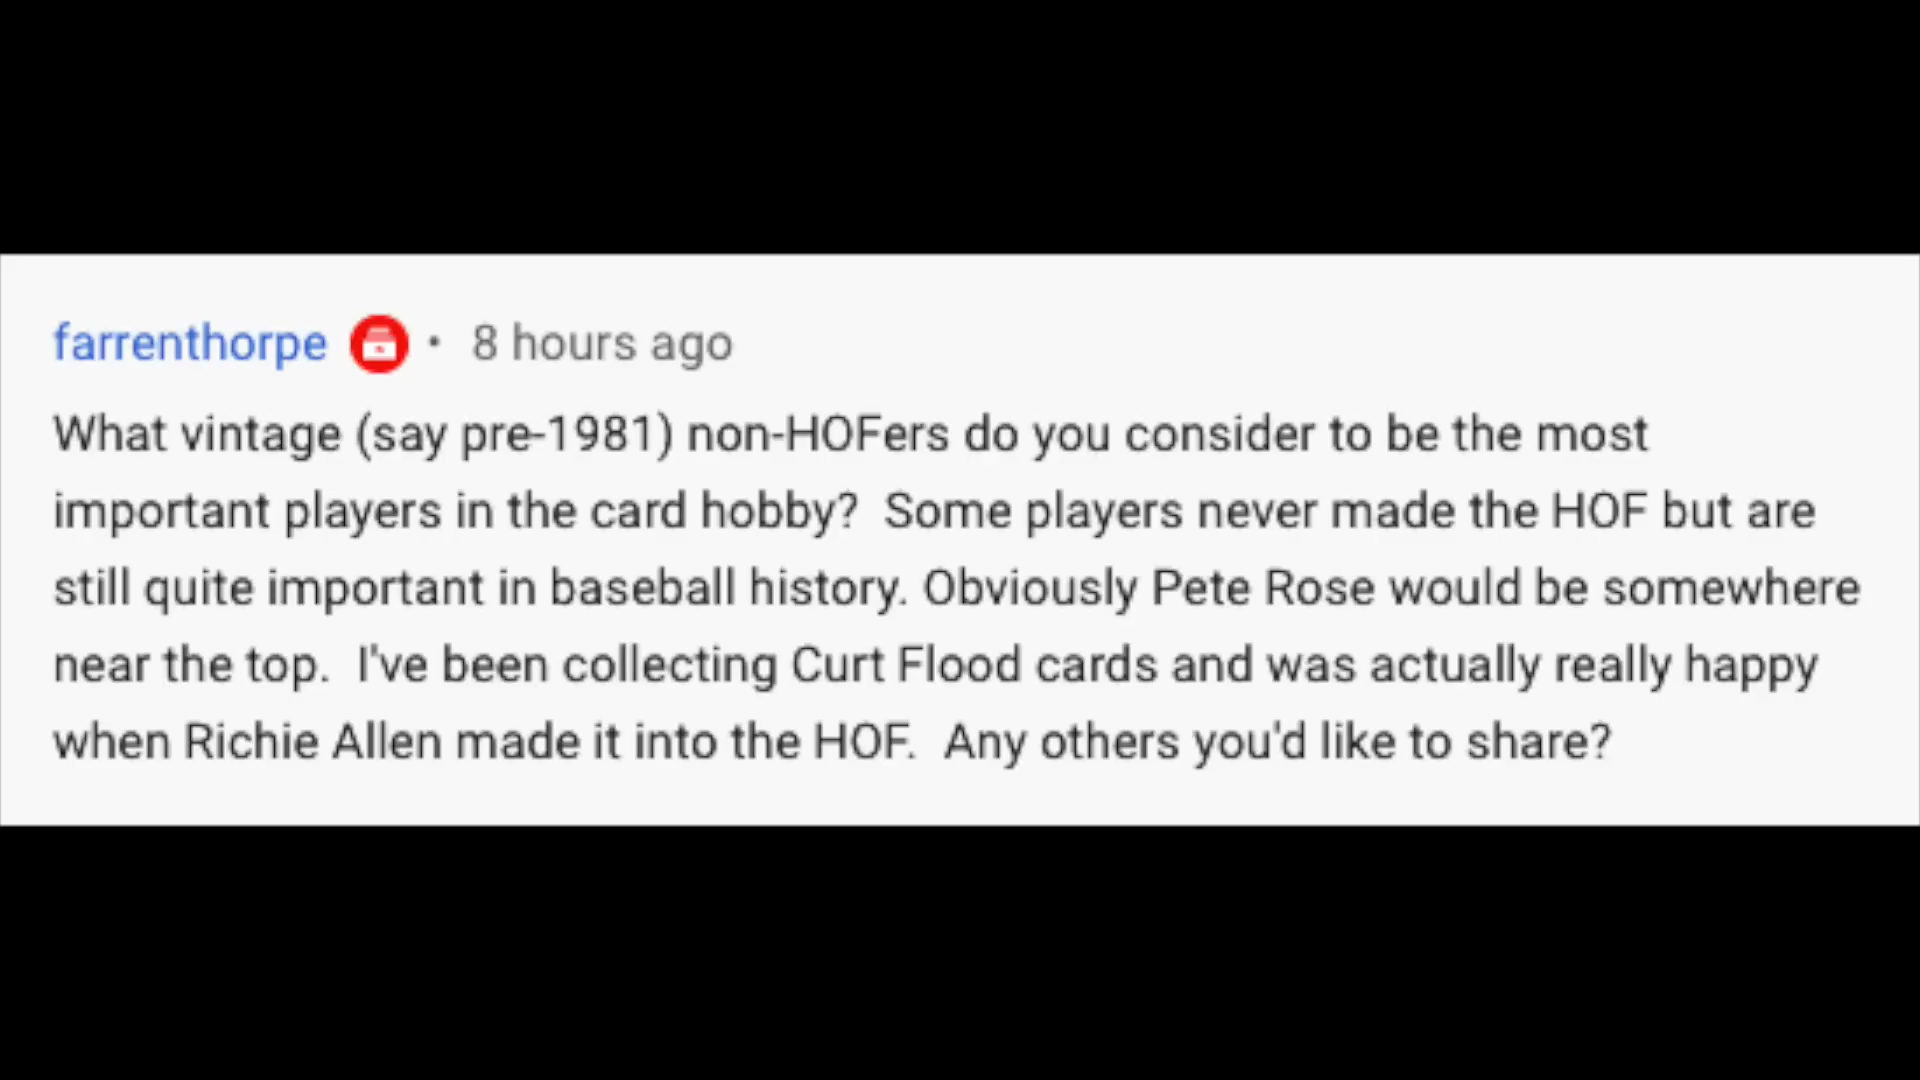 farrenthorpe • 8 hours ago
What vintage (say pre-1981) non-HOFers do you consider to be the most
important players in the card hobby?  Some players never made the HOF but are
still quite important in baseball history. Obviously Pete Rose would be somewhere
near the top.  I've been collecting Curt Flood cards and was actually really happy
when Richie Allen made it into the HOF.  Any others you'd like to share?